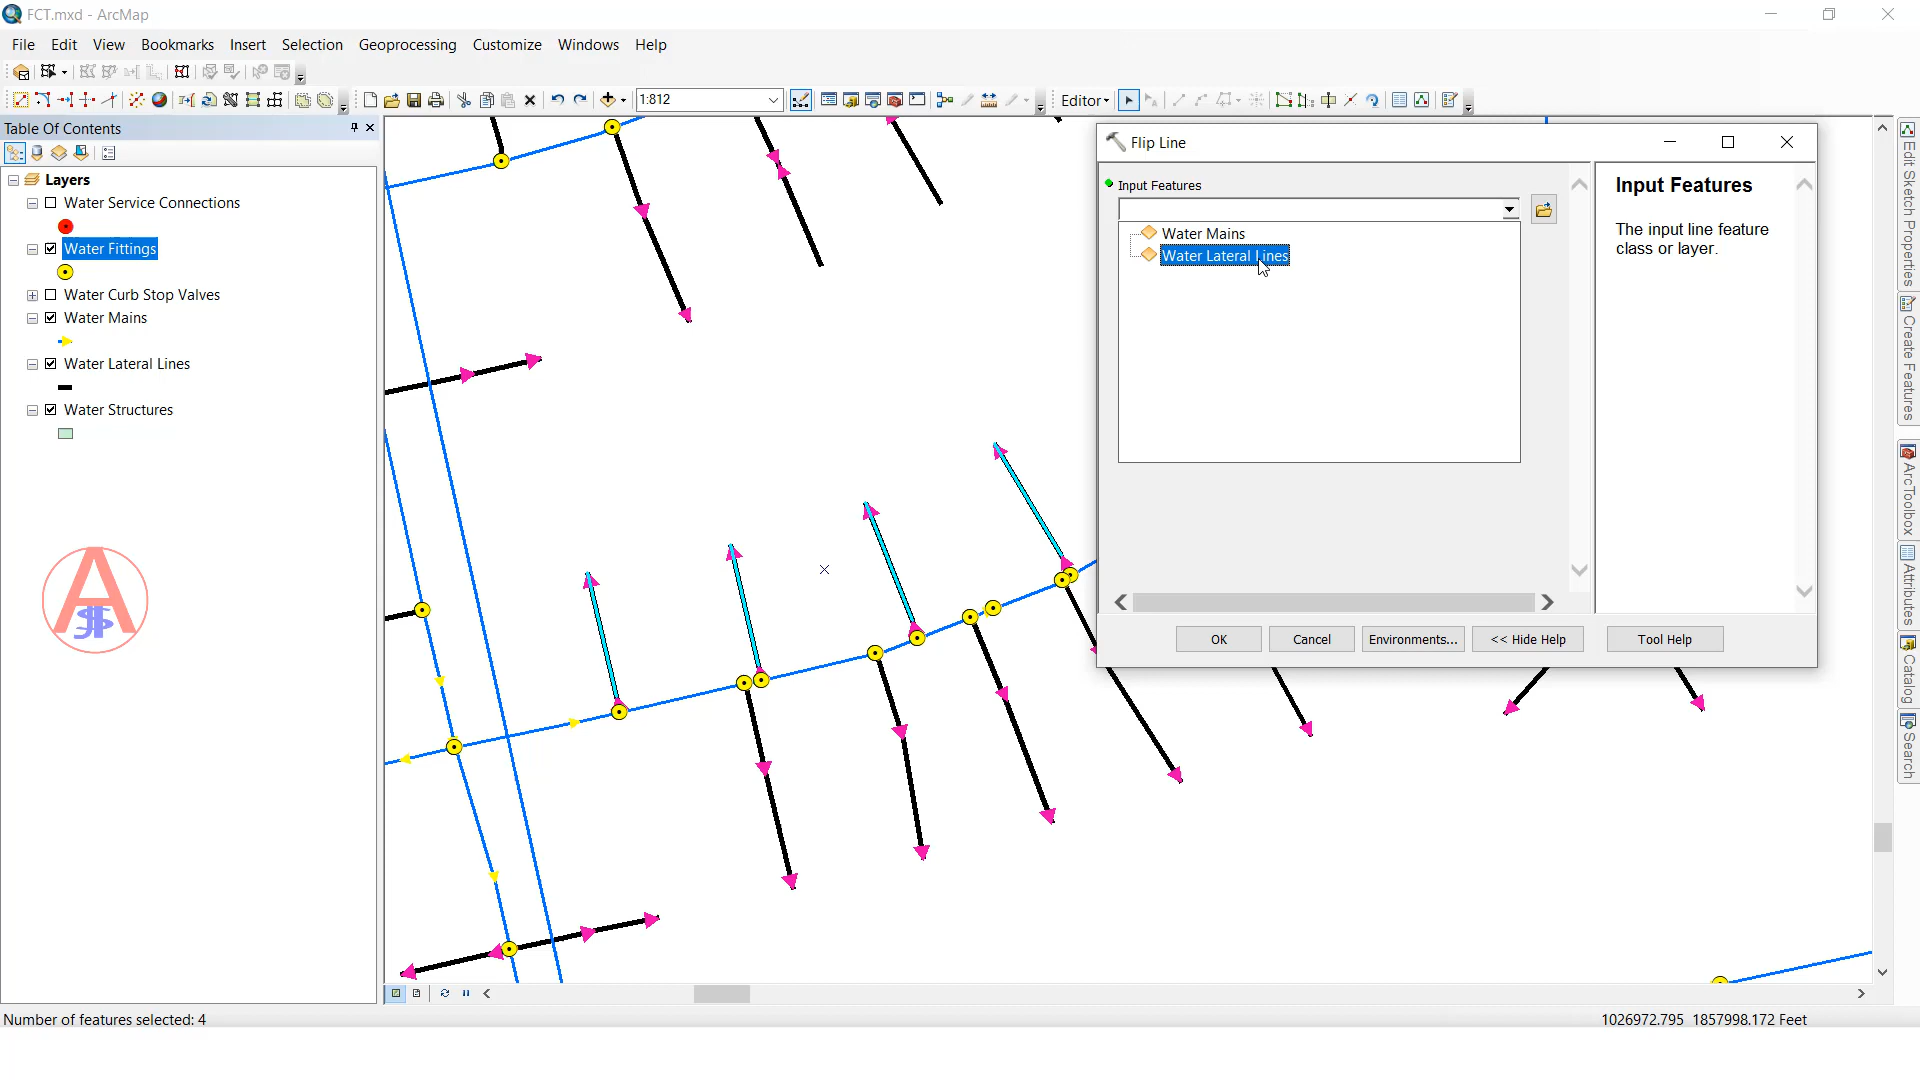 FCT.mxd - ArcMap
File Edit View Bookmarks Insert Selection Geoprocessing Customize Windows Help
1:812
Editor
Table Of Contents
Layers
Water Service Connections
Water Fittings
Water Curb Stop Valves
Water Mains
Water Lateral Lines
Water Structures
Flip Line
Input Features
Water Mains
Water Lateral Lines
OK
Cancel
Environments...
<< Hide Help
Input Features
The input line feature
class or layer.
Tool Help
Edit Sketch Properties
Create Features
ArcToolbox
Attributes
Catalog
Search
Number of features selected: 4
1026972.795 1857998.172 Feet